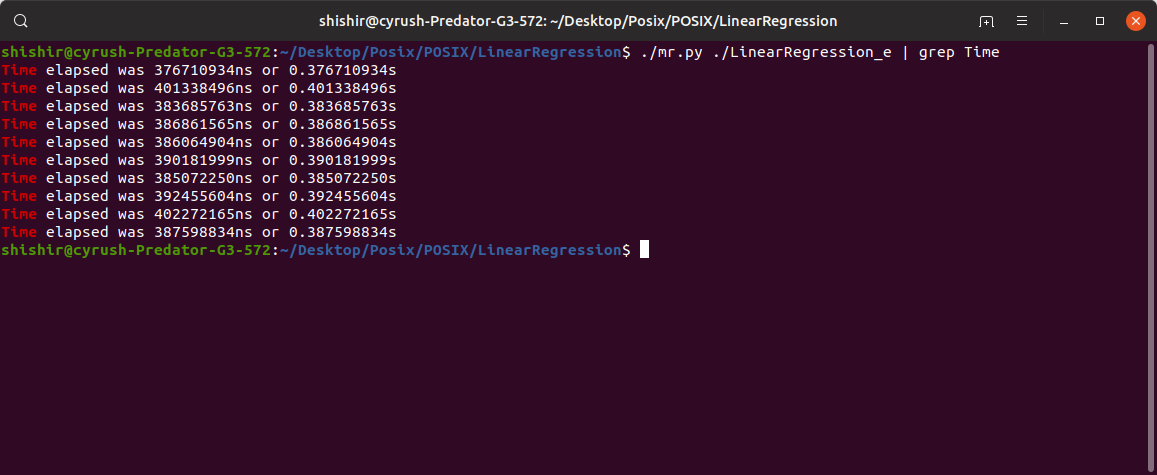 shishir@cyrush-Predator-G3-572: ~/Desktop/Posix/POSIX/LinearRegression
shishir@cyrush-Predator-G3-572:~/Desktop/Posix/POSIX/LinearRegression$ ./mr.py ./LinearRegression_e | grep Time
Time elapsed was 376710934ns or 0.376710934s
Time elapsed was 401338496ns or 0.401338496s
Time elapsed was 383685763ns or 0.383685763s
Time elapsed was 386861565ns or 0.386861565s
Time elapsed was 386064904ns or 0.386064904s
Time elapsed was 390181999ns or 0.390181999s
Time elapsed was 385072250ns or 0.385072250s
Time elapsed was 392455604ns or 0.392455604s
Time elapsed was 402272165ns or 0.402272165s
Time elapsed was 387598834ns or 0.387598834s
shishir@cyrush-Predator-G3-572:~/Desktop/Posix/POSIX/LinearRegression$